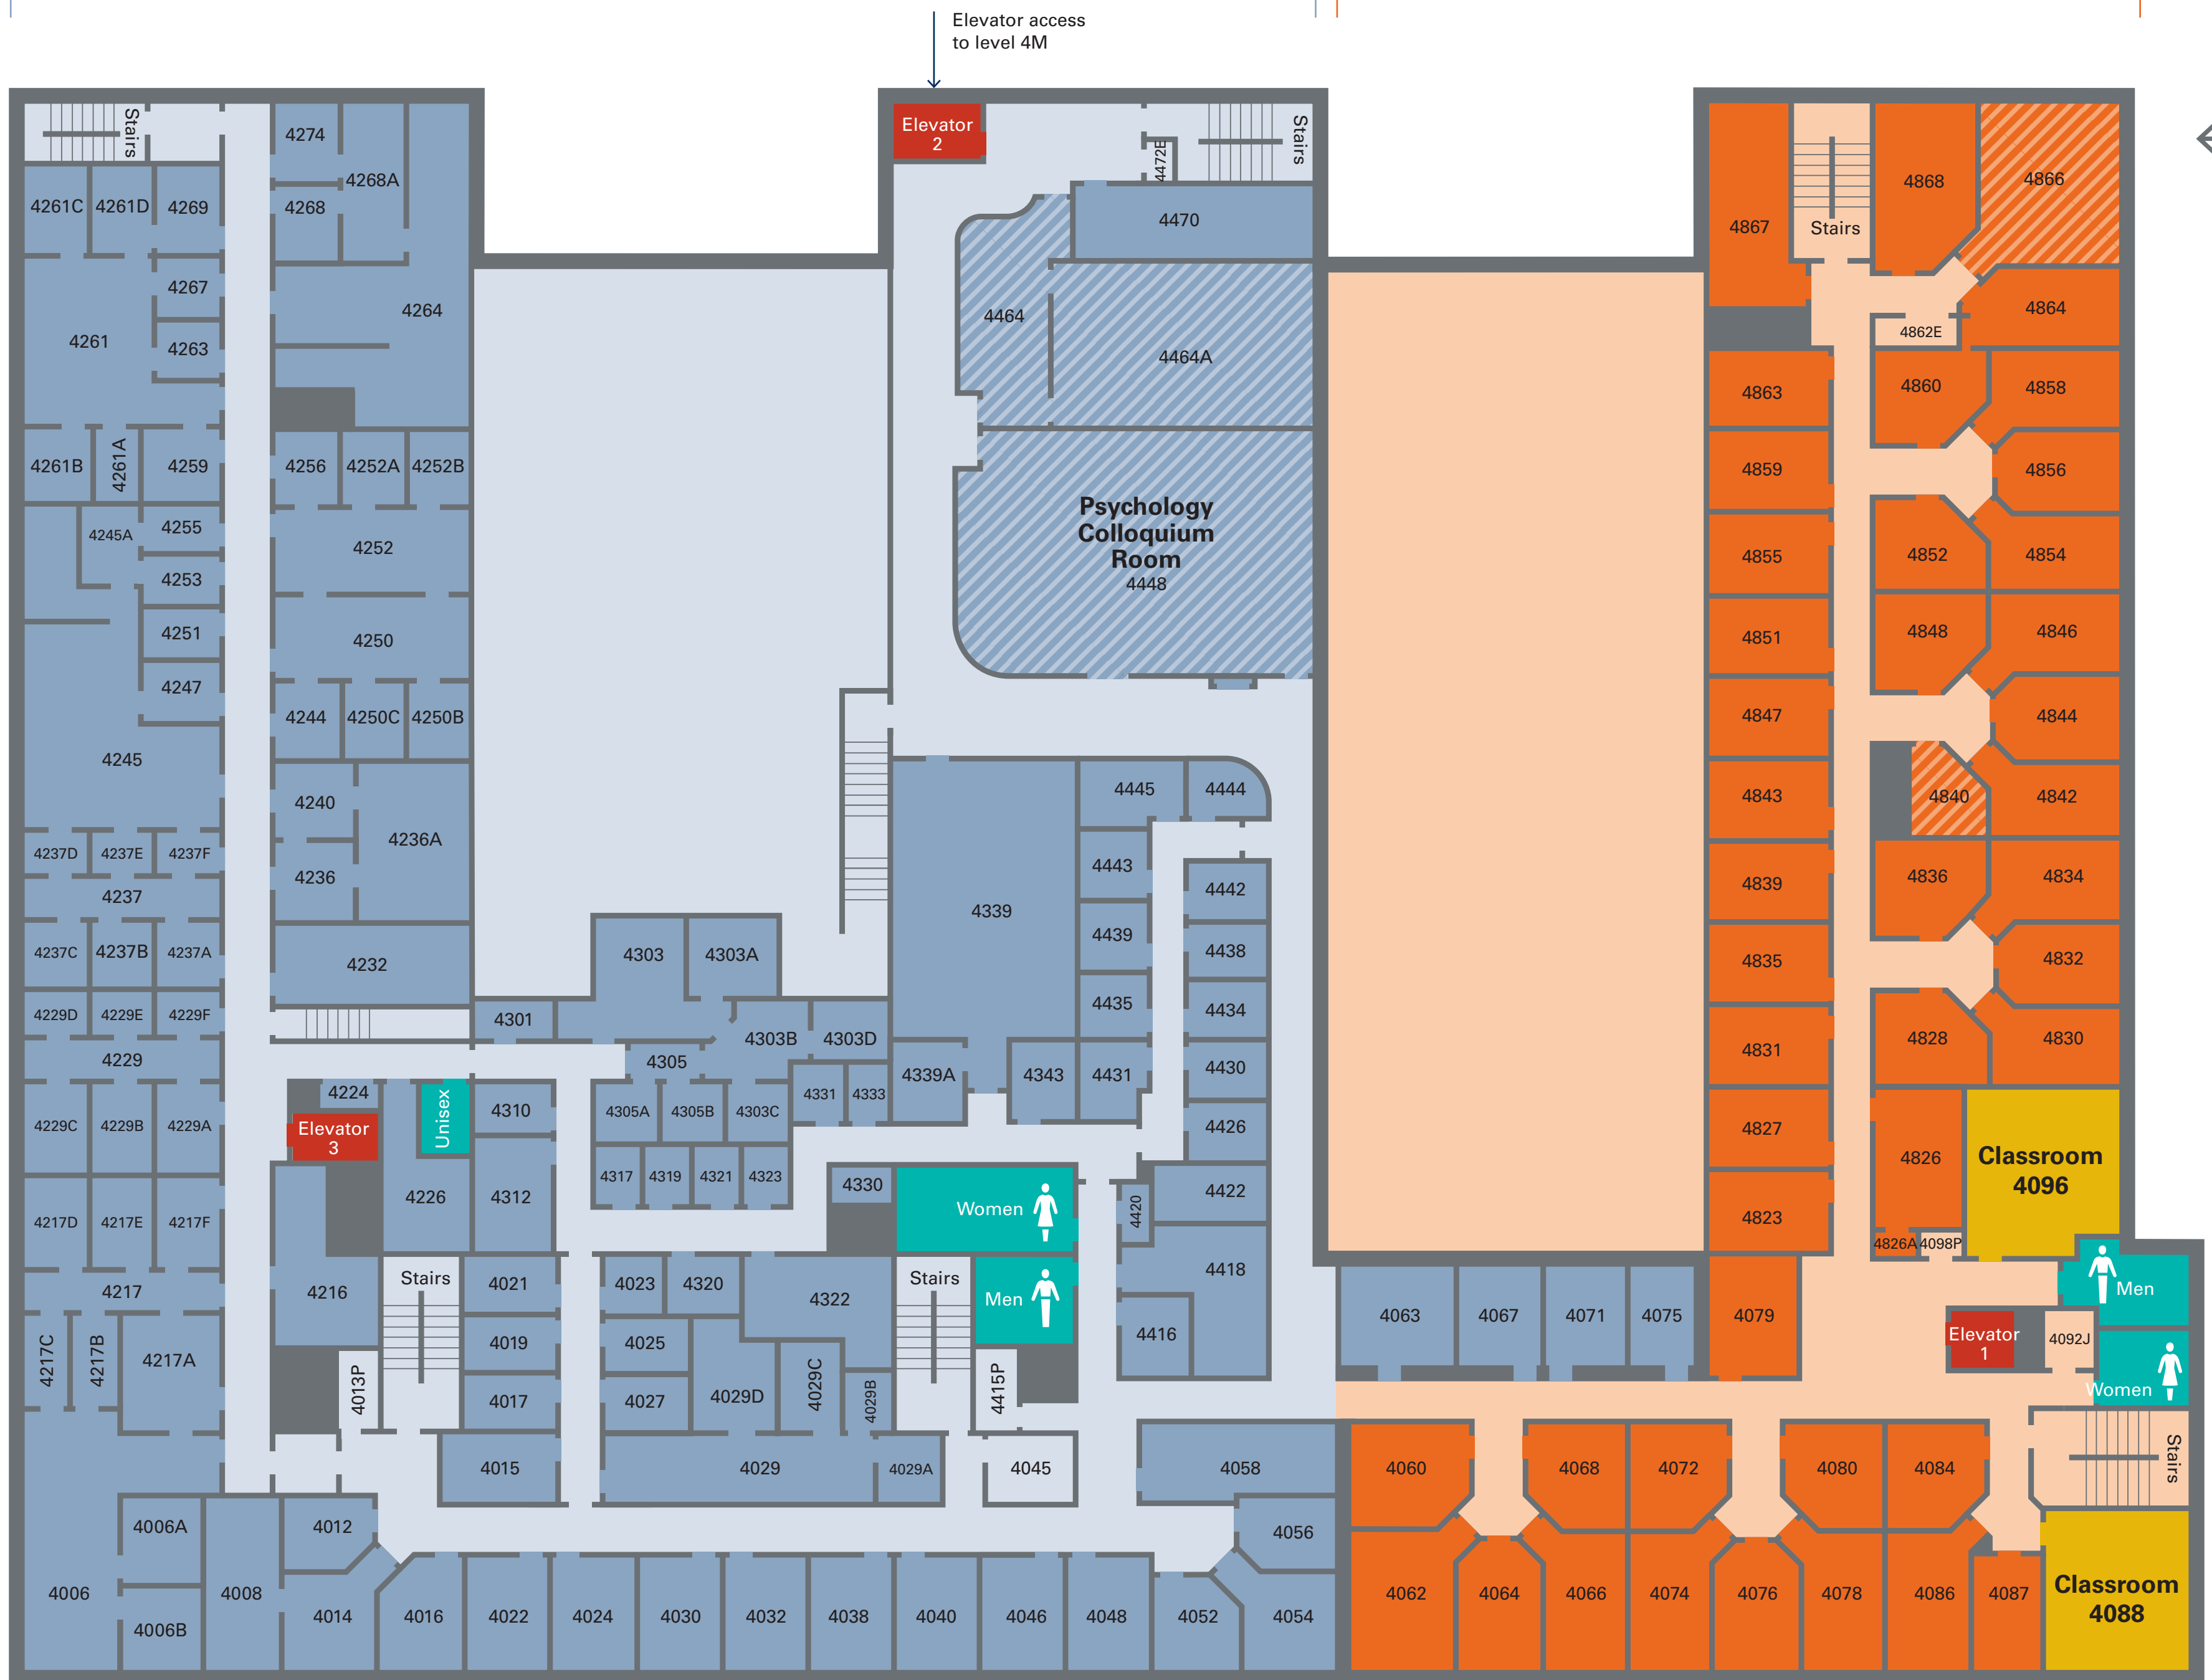 Elevator access
to level 4M
Stairs
4274
4268A
4268
4261C
4261D
4269
4267
4261
4263
4264
4261B
4261A
4259
4256
4252A
4252B
4245A
4255
4253
4252
4251
4250
4247
4244
4250C
4250B
4245
4240
4236A
4236
4237D
4237E
4237F
4237
4237C
4237B
4237A
4232
4229D
4229E
4229F
4229
4229C
4229B
4229A
4217D
4217E
4217F
4217
4217C
4217B
4217A
4224
Elevator
3
Unisex
4226
4310
4312
4216
Stairs
4013P
4021
4019
4017
4015
4006A
4006
4006B
4008
4012
4014
4016
4022
4024
4030
4032
4038
4040
4046
4048
4052
4054
4056
4058
4301
4303
4303A
4303B
4303D
4305
4305A
4305B
4303C
4331
4333
4317
4319
4321
4323
4330
4023
4320
4322
4025
4027
4029D
4029C
4029B
4029
4029A
Stairs
Women
Men
4415P
4045
Elevator
2
4472E
Stairs
4470
4464
4464A
Psychology
Colloquium
Room
4448
4339
4445
4444
4443
4442
4439
4438
4435
4434
4339A
4343
4431
4430
4426
4422
4420
4418
4416
4063
4067
4071
4075
4079
4867
Stairs
4868
4866
4864
4862E
4863
4860
4858
4859
4856
4855
4852
4854
4851
4848
4846
4847
4844
4843
4840
4842
4839
4836
4834
4835
4832
4831
4828
4830
4827
4826
Classroom
4096
4823
4826A
4098P
Men
Elevator
1
4092J
Women
Stairs
4060
4068
4072
4080
4084
4062
4064
4066
4074
4076
4078
4086
4087
Classroom
4088